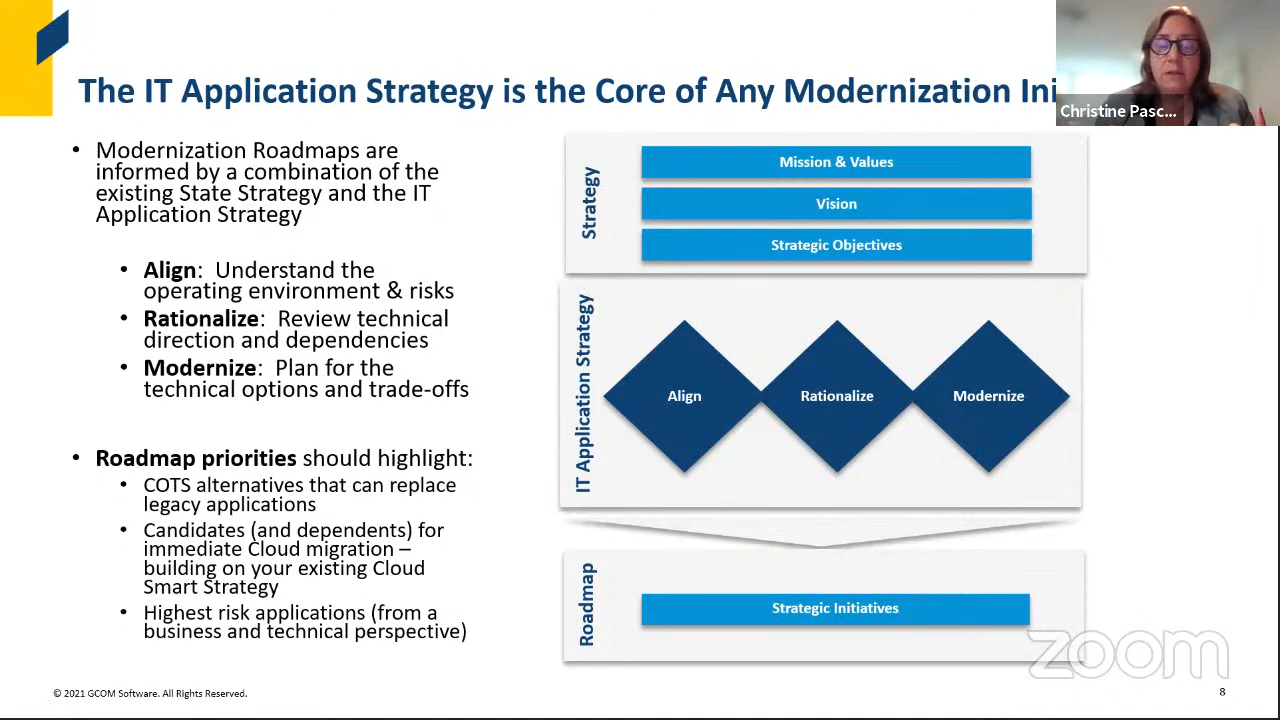 The IT Application Strategy is the Core of Any Modernization Ini
Christine Pasc...
• Modernization Roadmaps are
informed by a combination of the
existing State Strategy and the IT
Application Strategy
• Align: Understand the
operating environment & risks
• Rationalize: Review technical
direction and dependencies
• Modernize: Plan for the
technical options and trade-offs
• Roadmap priorities should highlight:
• COTS alternatives that can replace
legacy applications
• Candidates (and dependents) for
immediate Cloud migration –
building on your existing Cloud
Smart Strategy
• Highest risk applications (from a
business and technical perspective)
Strategy
Mission & Values
Vision
Strategic Objectives
IT Application Strategy
Align
Rationalize
Modernize
Roadmap
Strategic Initiatives
zoom
© 2021 GCOM Software. All Rights Reserved.
8